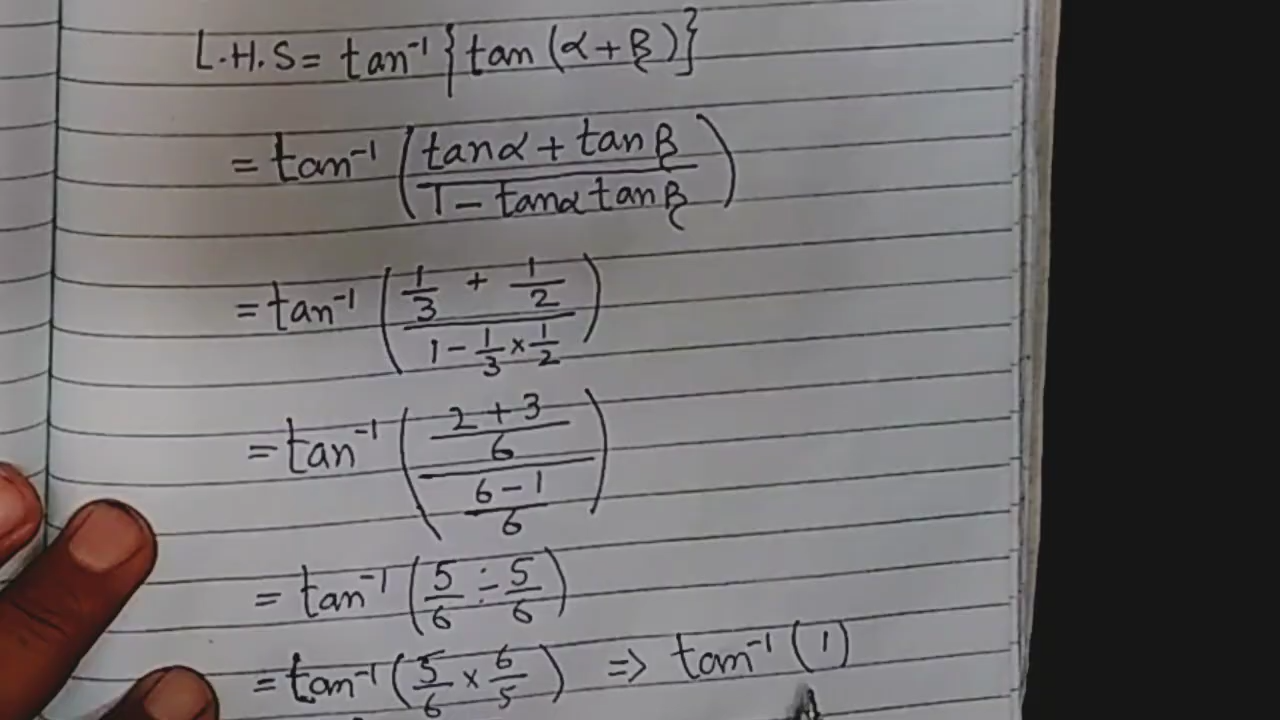 L.H.S = tan⁻¹ {tan (α + β)}
= tan⁻¹ ( (tanα + tanβ) / (1 - tanα tanβ) )
= tan⁻¹ ( (1/3 + 1/2) / (1 - 1/3 × 1/2) )
= tan⁻¹ ( ((2 + 3)/6) / ((6 - 1)/6) )
= tan⁻¹ (5/6 ÷ 5/6)
= tan⁻¹ (5/6 × 6/5) ⇒ tan⁻¹ (1)